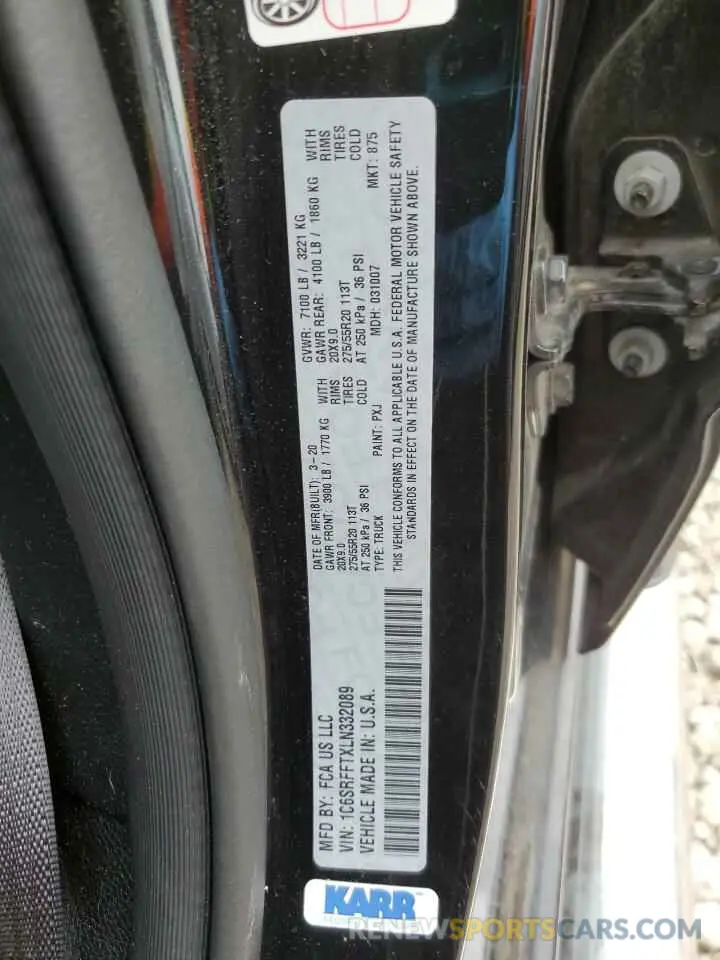 MFD BY: FCA US LLC
DATE OF MFR(BUILT): 3-20
GVWR: 7100 LB / 3221 KG
GAWR FRONT: 3900 LB / 1770 KG WITH
GAWR REAR: 4100 LB / 1860 KG WITH
20X9.0 RIMS
20X9.0 RIMS
275/55R20 113T TIRES
275/55R20 113T TIRES
AT 250 kPa / 36 PSI COLD
AT 250 kPa / 36 PSI COLD
VIN: 1C6SRFFTXLN332089
TYPE: TRUCK PAINT: PXJ MDH: 031007 MKT: 875
VEHICLE MADE IN: U.S.A.
THIS VEHICLE CONFORMS TO ALL APPLICABLE U.S.A. FEDERAL MOTOR VEHICLE SAFETY
STANDARDS IN EFFECT ON THE DATE OF MANUFACTURE SHOWN ABOVE.
KARR
RENEWSPORTSCARS.COM